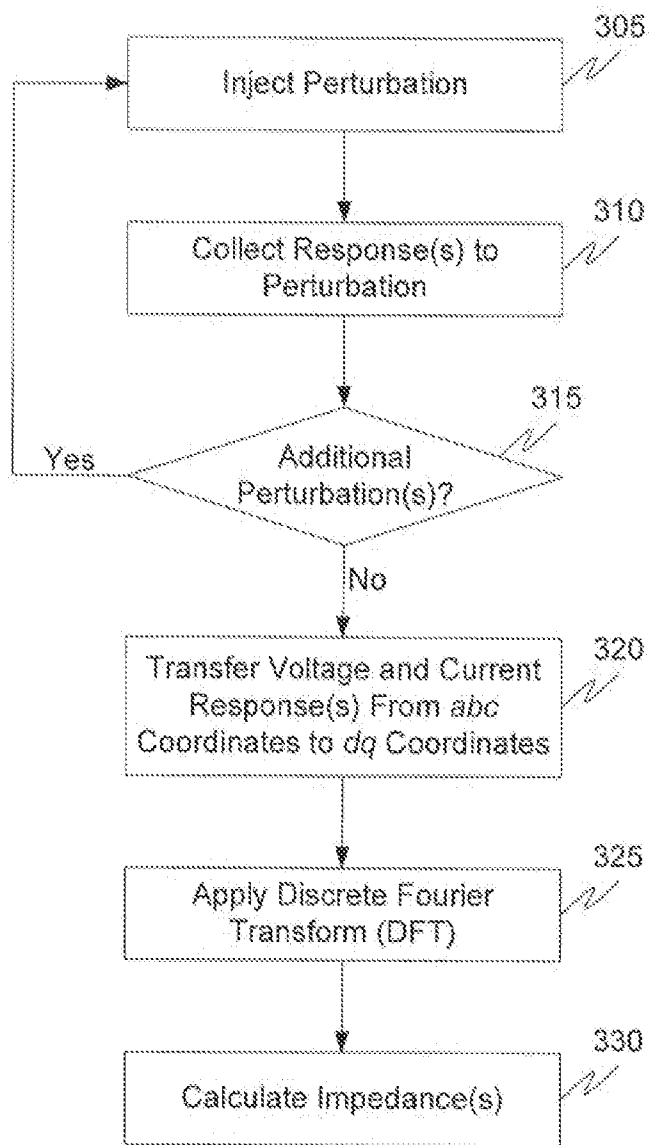 305
Inject Perturbation
310
Collect Response(s) to
Perturbation
315
Additional
Perturbation(s)?
Yes
No
320
Transfer Voltage and Current
Response(s) From abc
Coordinates to dq Coordinates
325
Apply Discrete Fourier
Transform (DFT)
330
Calculate Impedance(s)